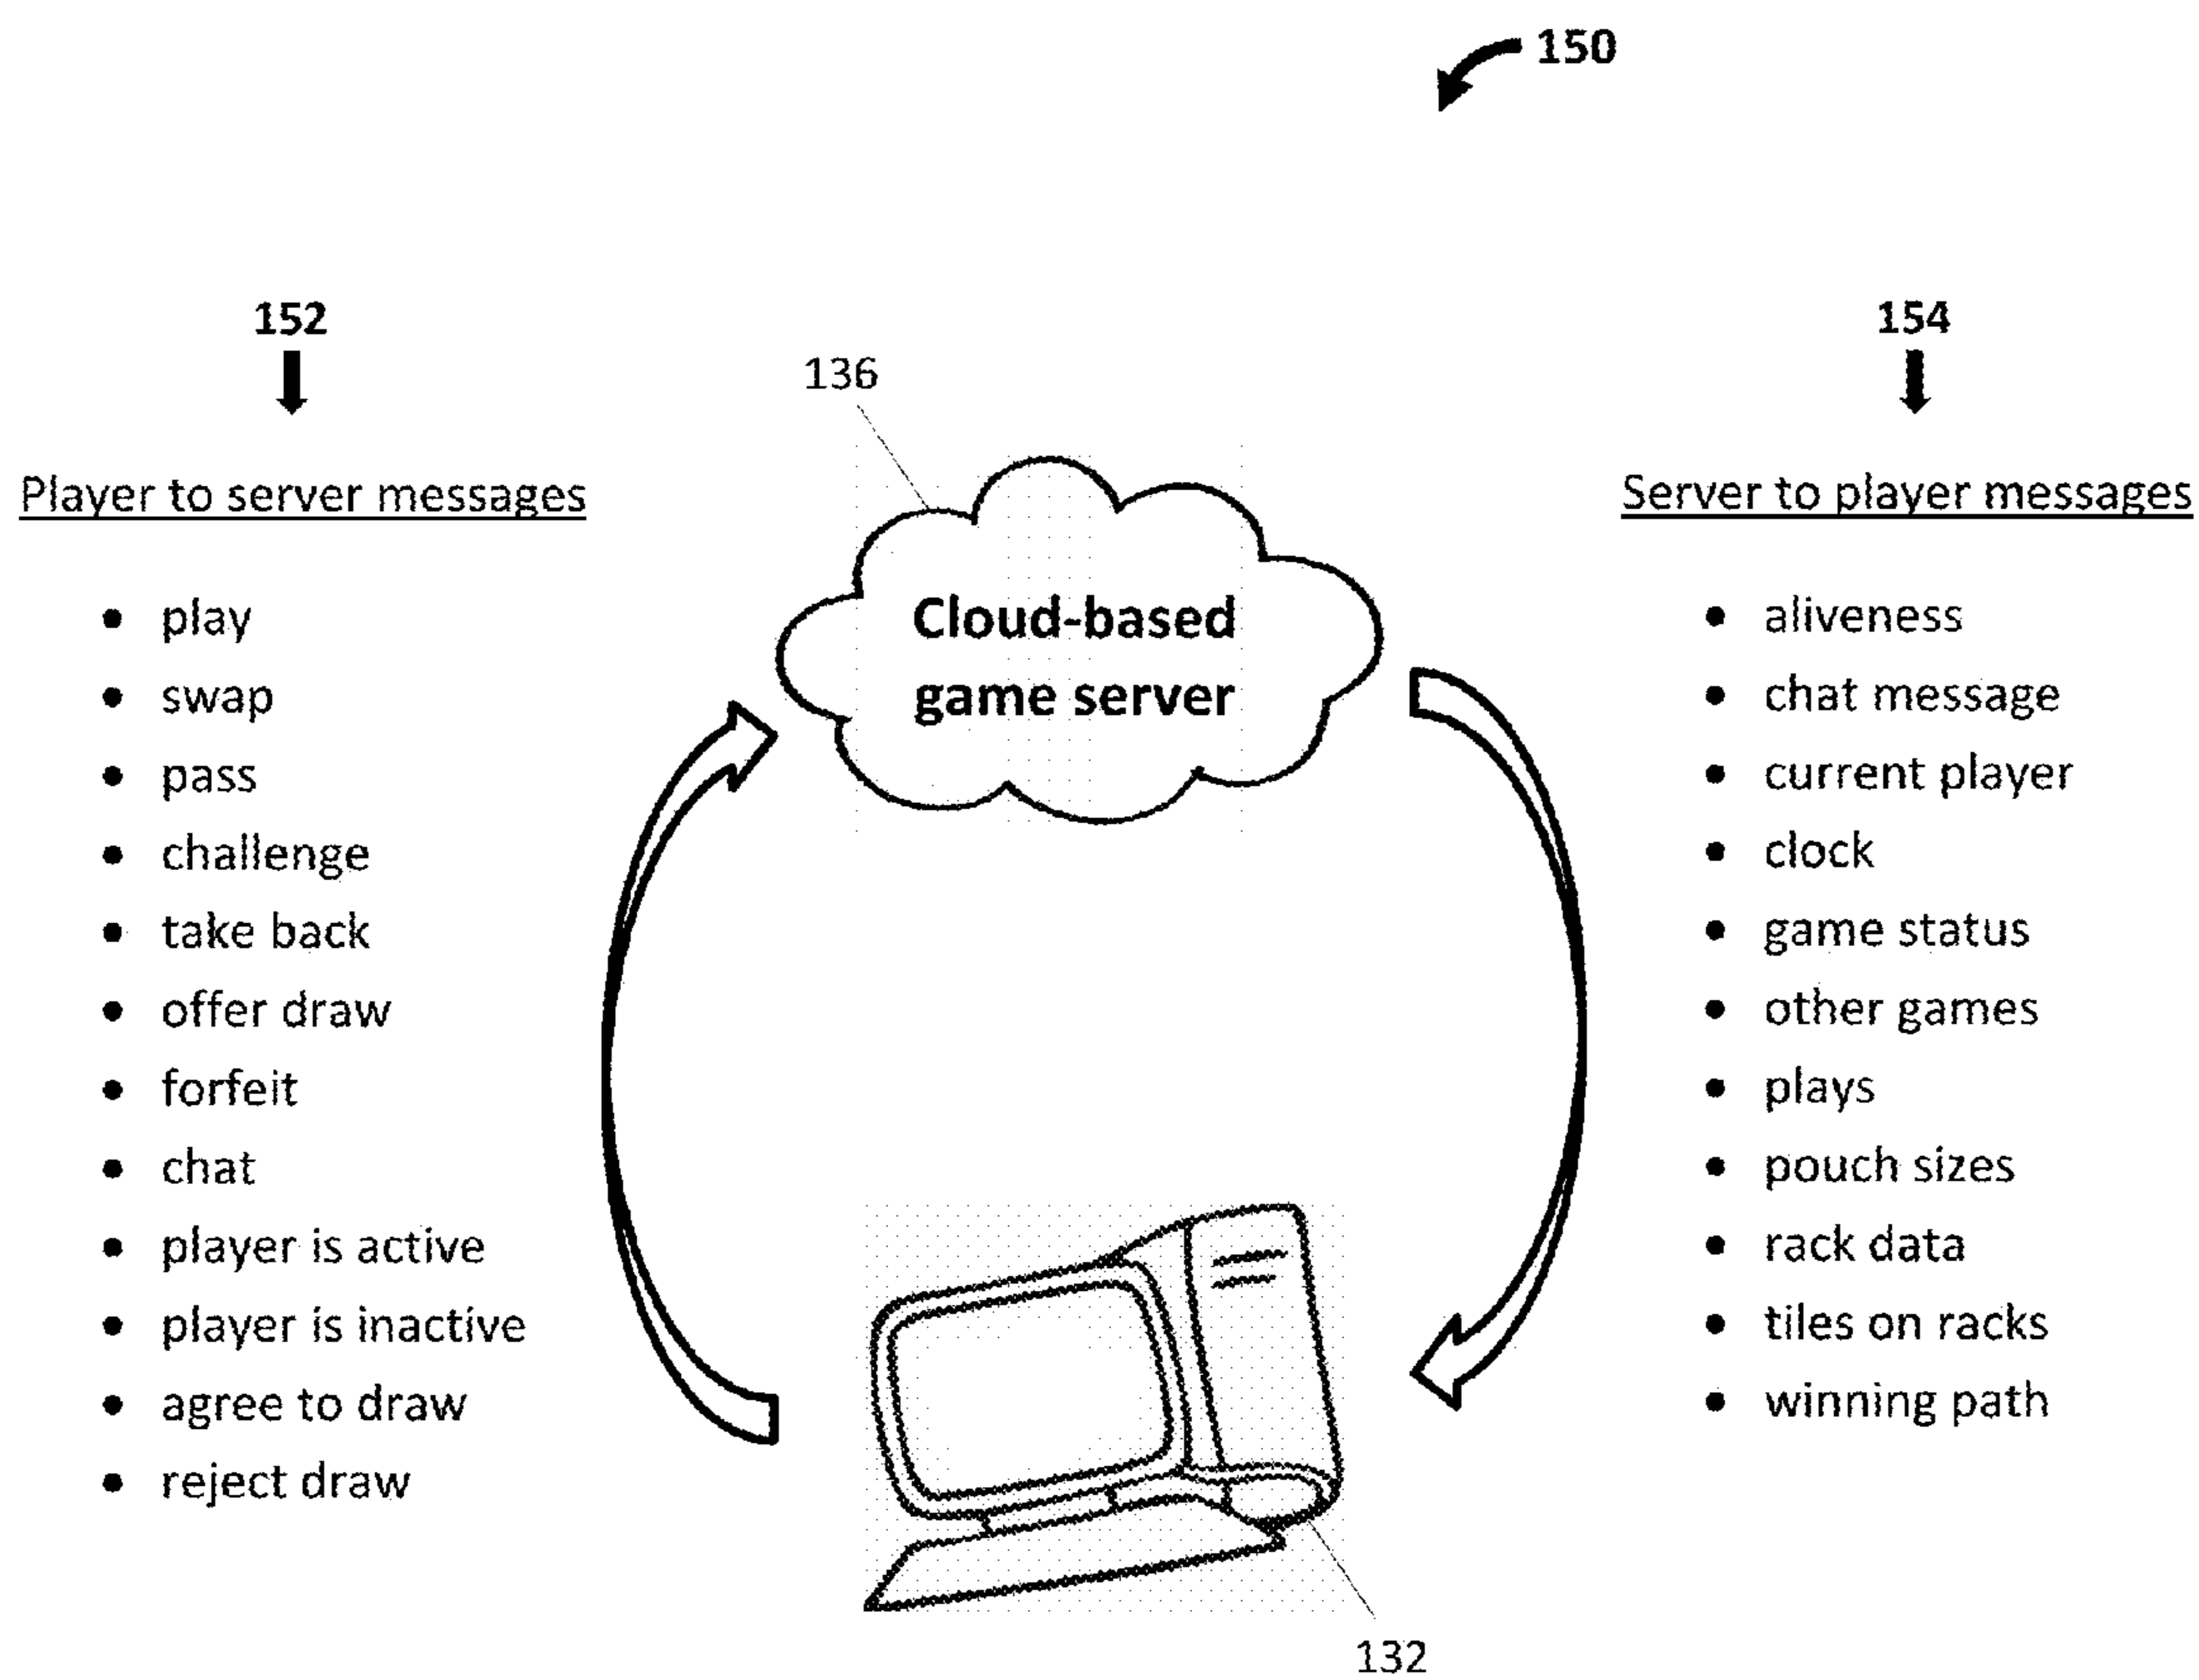 150
152
154
136
Player to server messages
Server to player messages
Cloud-based
game server
• play
• swap
• pass
• challenge
• take back
• offer draw
• forfeit
• chat
• player is active
• player is inactive
• agree to draw
• reject draw
• aliveness
• chat message
• current player
• clock
• game status
• other games
• plays
• pouch sizes
• rack data
• tiles on racks
• winning path
132